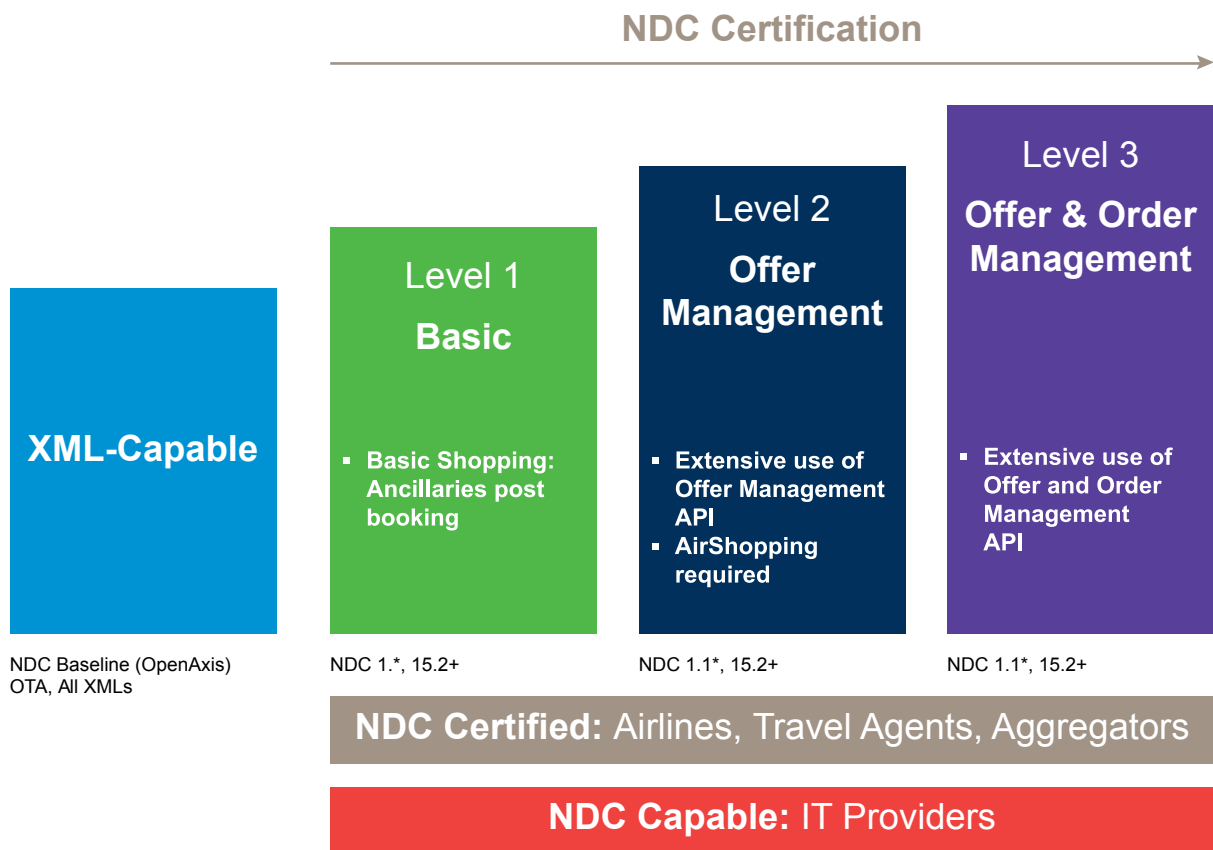 NDC Certification
XML-Capable
NDC Baseline (OpenAxis)
OTA, All XMLs
Level 1
Basic
▪ Basic Shopping:
Ancillaries post
booking
NDC 1.*, 15.2+
Level 2
Offer
Management
▪ Extensive use of
Offer Management
API
▪ AirShopping
required
NDC 1.1*, 15.2+
Level 3
Offer & Order
Management
▪ Extensive use of
Offer and Order
Management
API
NDC 1.1*, 15.2+
NDC Certified: Airlines, Travel Agents, Aggregators
NDC Capable: IT Providers